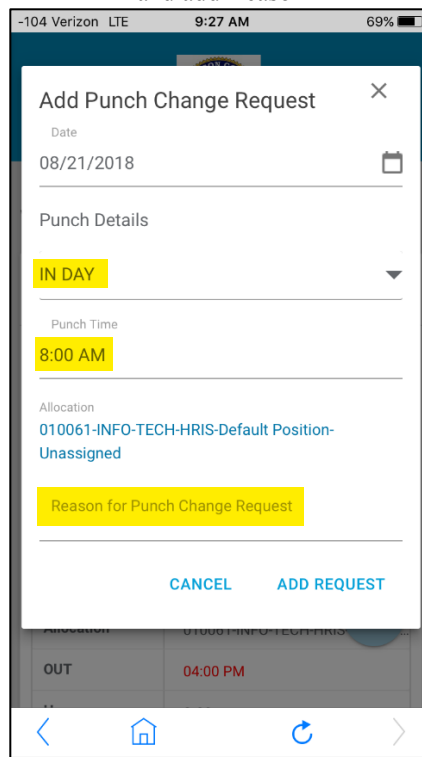 -104 Verizon LTE 9:27 AM 69%
Add Punch Change Request
Date
08/21/2018
Punch Details
IN DAY
Punch Time
8:00 AM
Allocation
010061-INFO-TECH-HRIS-Default Position-
Unassigned
Reason for Punch Change Request
CANCEL ADD REQUEST
Allocation 010061-INFO-TECH-HRIS
OUT 04:00 PM